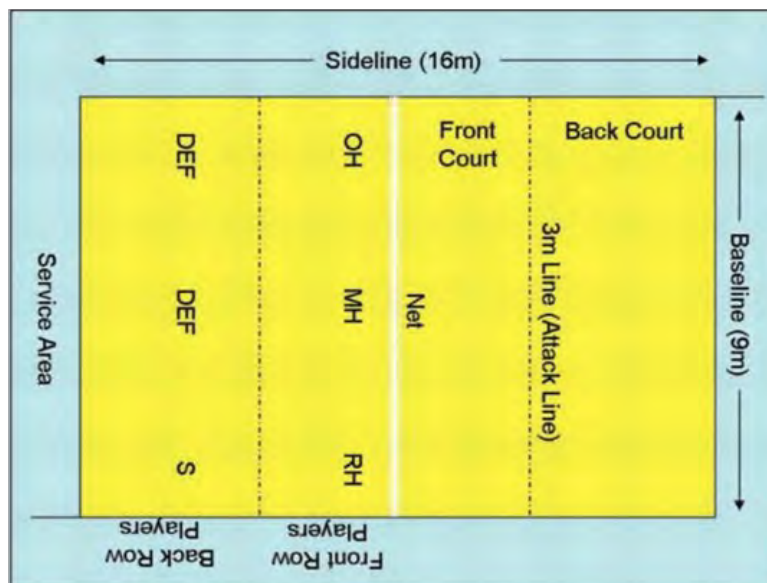 Sideline (16m)
DEF
OH
Front
Court
Back Court
Service Area
DEF
MH
Net
3m Line (Attack Line)
Baseline (9m)
S
RH
Back Row
Players
Front Row
Players